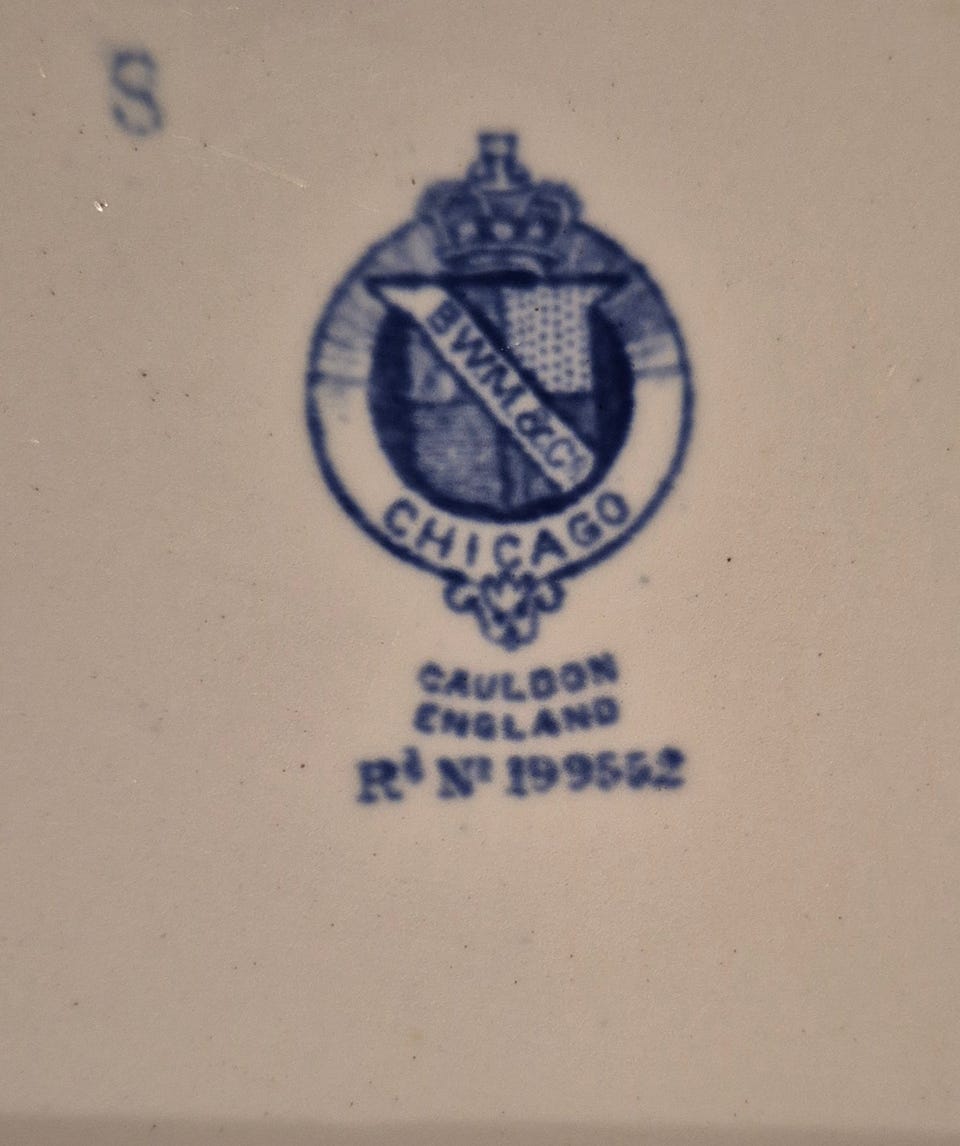 S
BWM. & Cº
CHICAGO
CAULDON
ENGLAND
Rᵈ Nº 199552